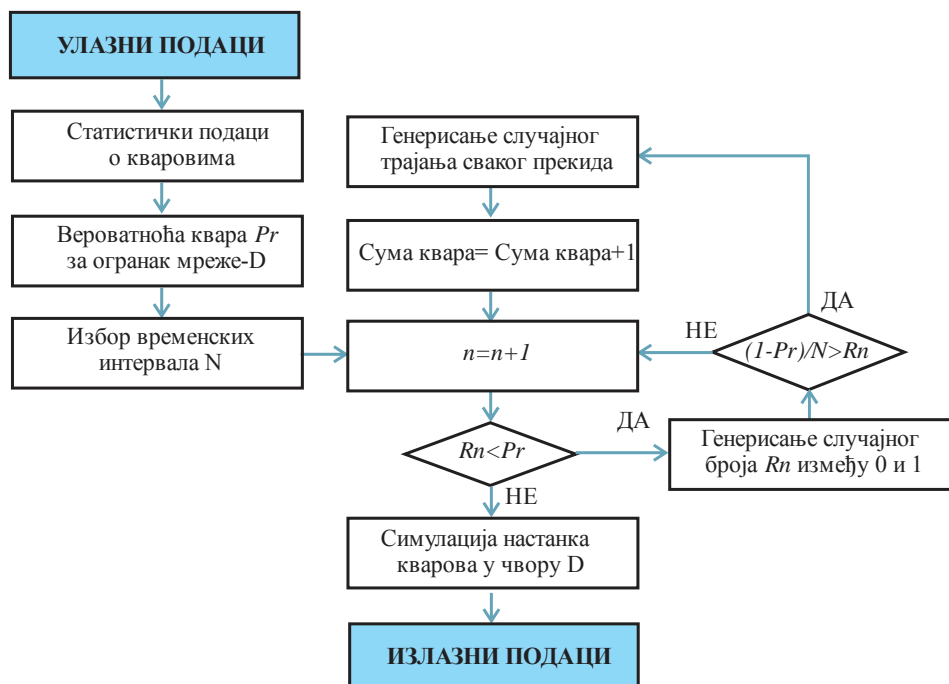 УЛАЗНИ ПОДАЦИ
Статистички подаци
о кваровима
Вероватноћа квара Pr
за огранак мреже-D
Избор временских
интервала N
Генерисање случајног
трајања сваког прекида
Сума квара= Сума квара+1
n=n+1
Rn<Pr
ДА
НЕ
Генерисање случајног
броја Rn између 0 и 1
(1-Pr)/N>Rn
ДА
НЕ
Симулација настанка
кварова у чвору D
ИЗЛАЗНИ ПОДАЦИ